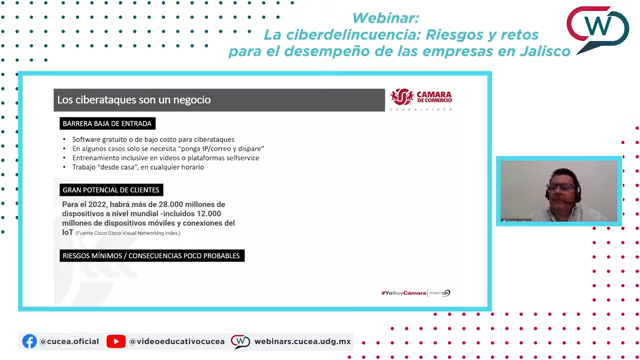 Webinar:
La ciberdelincuencia: Riesgos y retos
para el desempeño de las empresas en Jalisco
W
Los ciberataques son un negocio
CAMARA
DE COMERCIO
BARRERA BAJA DE ENTRADA
• Software gratuito o de bajo costo para ciberataques
• En algunos casos solo se necesita "ponga IP/correo y dispare"
• Entrenamiento inclusive en videos o plataformas selfservice
• Trabajo "desde casa", en cualquier horario
GRAN POTENCIAL DE CLIENTES
Para el 2022, habrá más de 28.000 millones de
dispositivos a nivel mundial -incluidos 12.000
millones de dispositivos móviles y conexiones del
IoT (Fuente Cisco Cisco Visual Networking Index.)
RIESGOS MÍNIMOS / CONSECUENCIAS POCO PROBABLES
#YoSoyCámara
@cucea.oficial
@videoeducativocucea
W
webinars.cucea.udg.mx